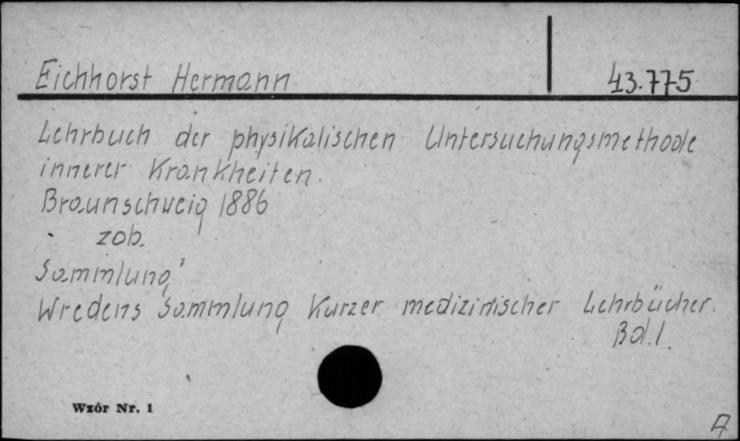 Eichhorst Hermann
43.775
Lehrbuch der physikalischen Untersuchungsmethode
innerer Krankheiten.
Braunschweig 1886
zob.
Sammlung
Wredens Sammlung Kurzer medizinischer Lehrbücher.
Bd. 1.
Wzór Nr. 1